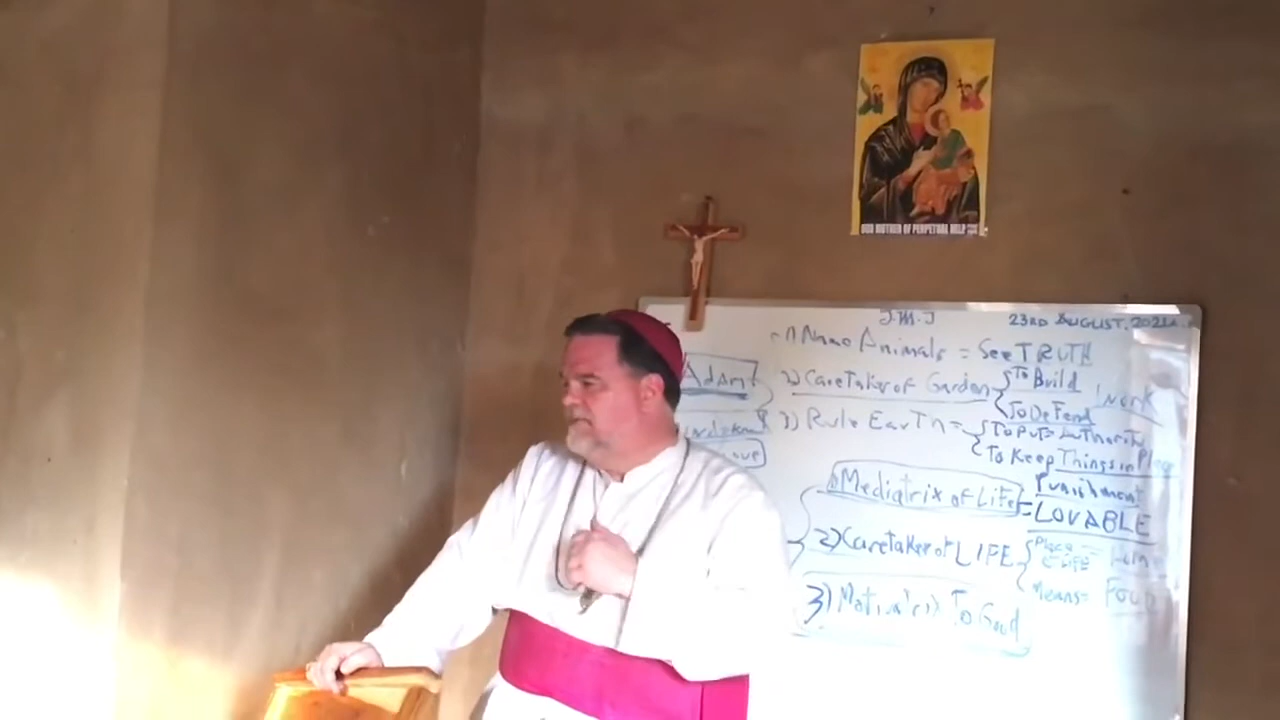 OUR MOTHER OF PERPETUAL HELP
J.M.J 23RD AUGUST, 2021
1) Name Animals = See TRUTH
Adam
2) Caretaker of Garden To Build Work
To Defend
3) Rule Earth = To Put = Authority
Love To Keep Things in Place
Punishment
1) Mediatrix of LiFe = LOVABLE
2) Caretaker of LIFE Place
LIFE
Means = Food
3) To Good